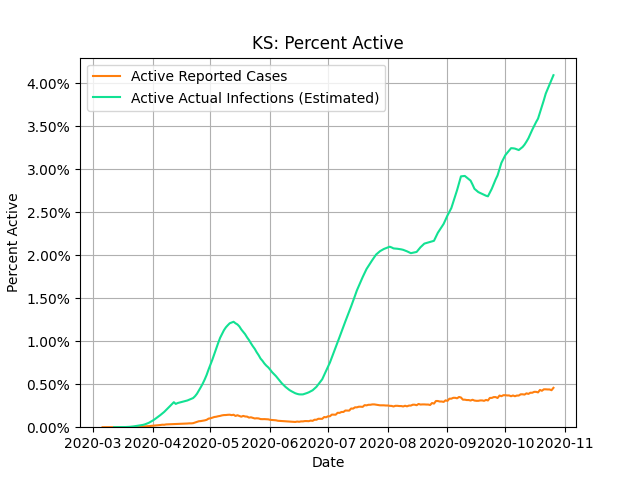 KS: Percent Active
Active Reported Cases
Active Actual Infections (Estimated)
Percent Active
4.00%
3.50%
3.00%
2.50%
2.00%
1.50%
1.00%
0.50%
0.00%
2020-03 2020-04 2020-05 2020-06 2020-07 2020-08 2020-09 2020-10 2020-11
Date